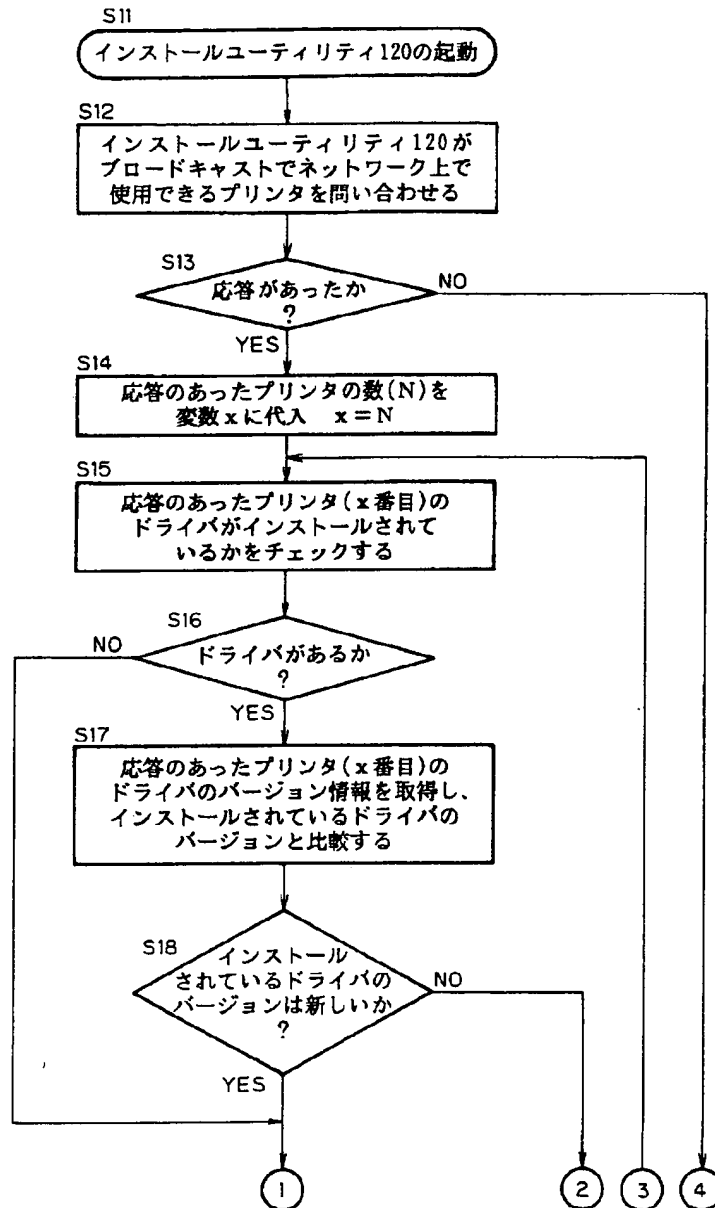 S11
インストールユーティリティ120の起動
S12
インストールユーティリティ120が
ブロードキャストでネットワーク上で
使用できるプリンタを問い合わせる
S13
応答があったか
?
NO
YES
S14
応答のあったプリンタの数(N)を
変数xに代入 x=N
S15
応答のあったプリンタ(x番目)の
ドライバがインストールされて
いるかをチェックする
S16
NO
ドライバがあるか
?
YES
S17
応答のあったプリンタ(x番目)の
ドライバのバージョン情報を取得し、
インストールされているドライバの
バージョンと比較する
S18
インストール
されているドライバの
バージョンは新しいか
?
NO
YES
1
2
3
4